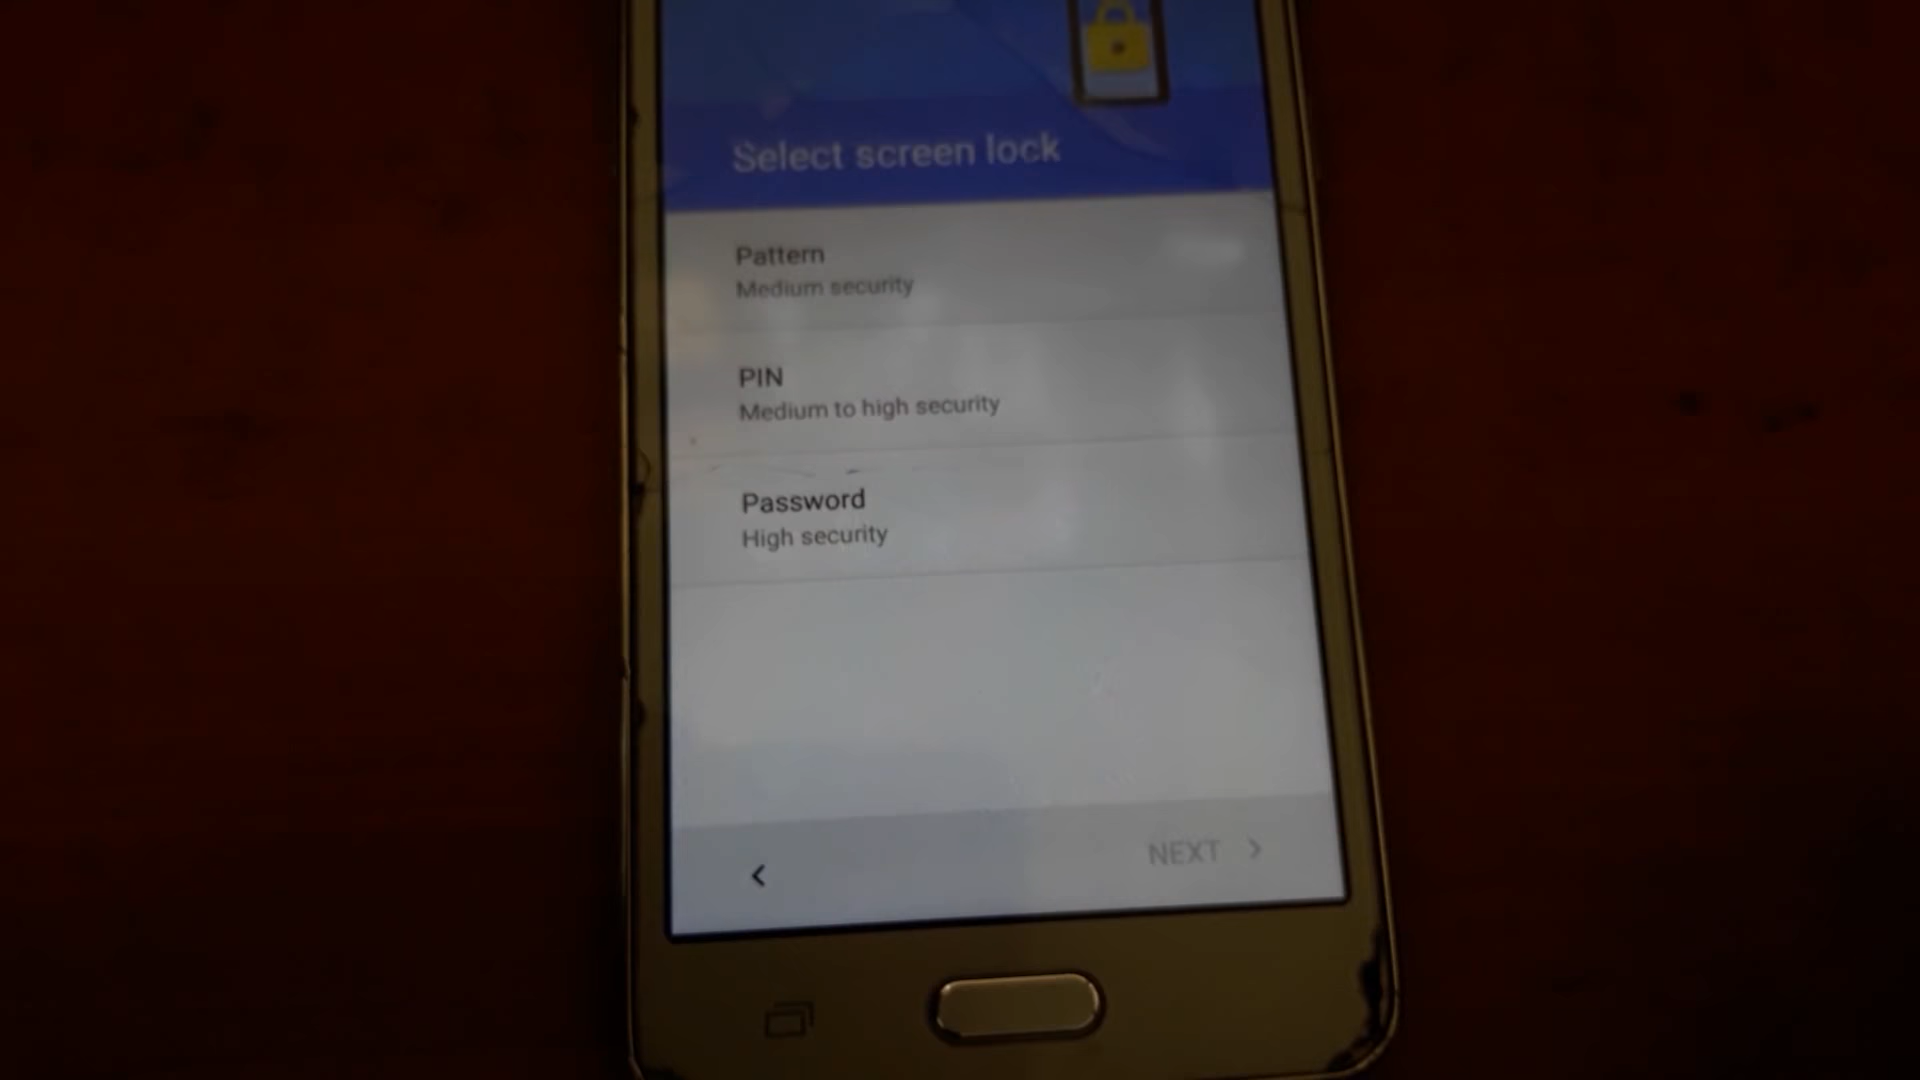 Select screen lock
Pattern
Medium security
PIN
Medium to high security
Password
High security
NEXT